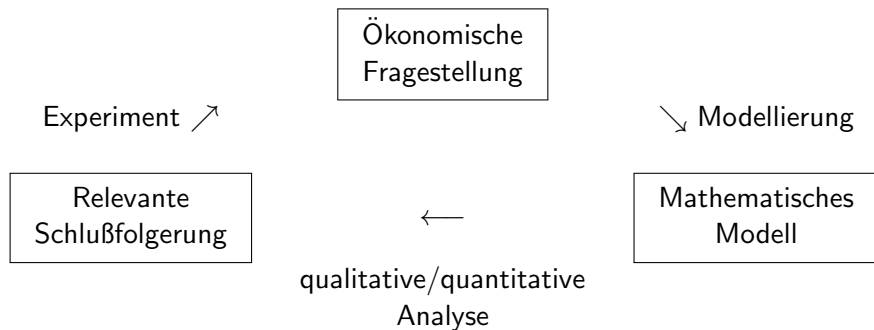 Ökonomische
Fragestellung
Experiment ↗
↘ Modellierung
Relevante
Schlußfolgerung
←
Mathematisches
Modell
qualitative/quantitative
Analyse